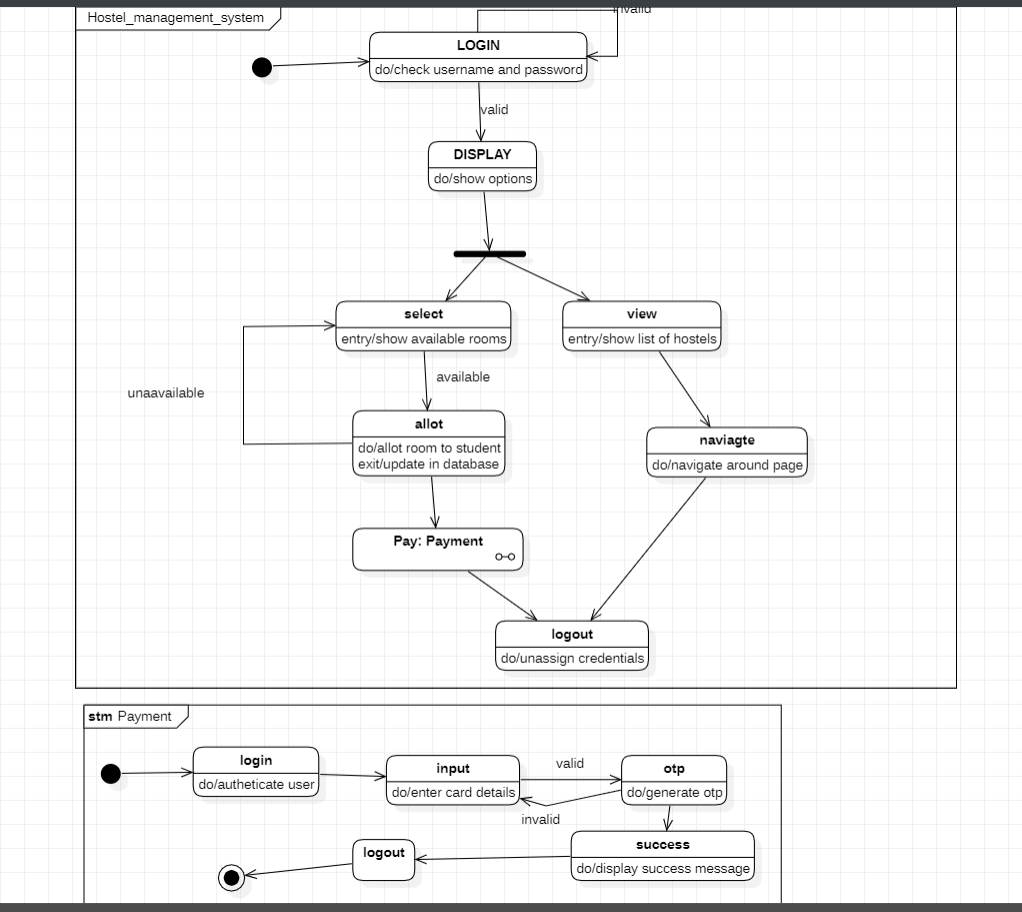 Hostel_management_system
invalid
LOGIN
do/check username and password
valid
DISPLAY
do/show options
select
entry/show available rooms
view
entry/show list of hostels
available
unaavailable
allot
do/allot room to student
exit/update in database
naviagte
do/navigate around page
Pay: Payment
logout
do/unassign credentials
stm Payment
login
do/autheticate user
input
do/enter card details
valid
otp
do/generate otp
invalid
success
do/display success message
logout